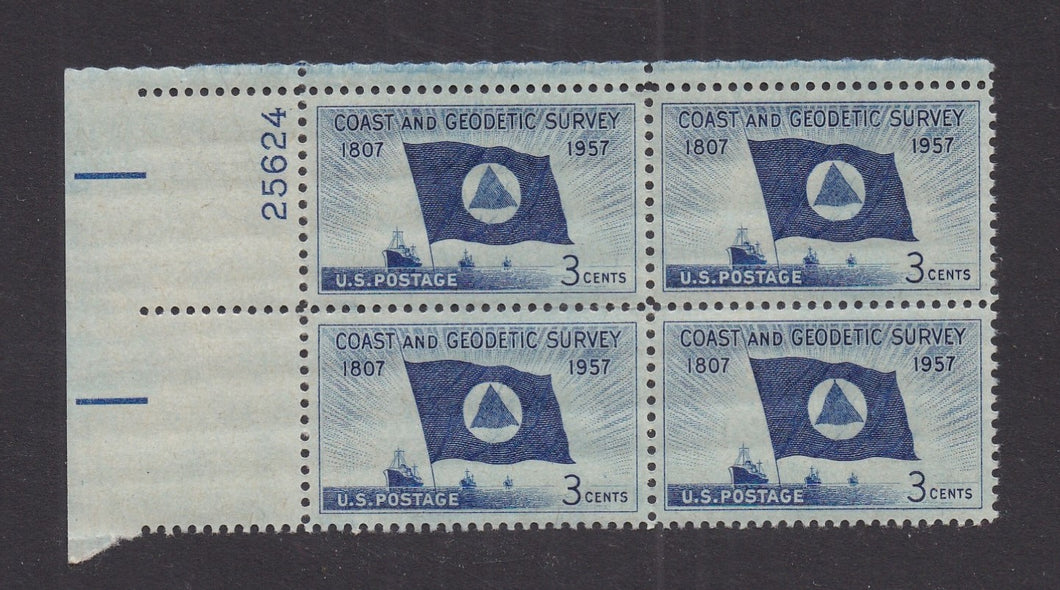 25624
COAST AND GEODETIC SURVEY
1807 1957
U.S. POSTAGE 3 CENTS
COAST AND GEODETIC SURVEY
1807 1957
U.S. POSTAGE 3 CENTS
COAST AND GEODETIC SURVEY
1807 1957
U.S. POSTAGE 3 CENTS
COAST AND GEODETIC SURVEY
1807 1957
U.S. POSTAGE 3 CENTS